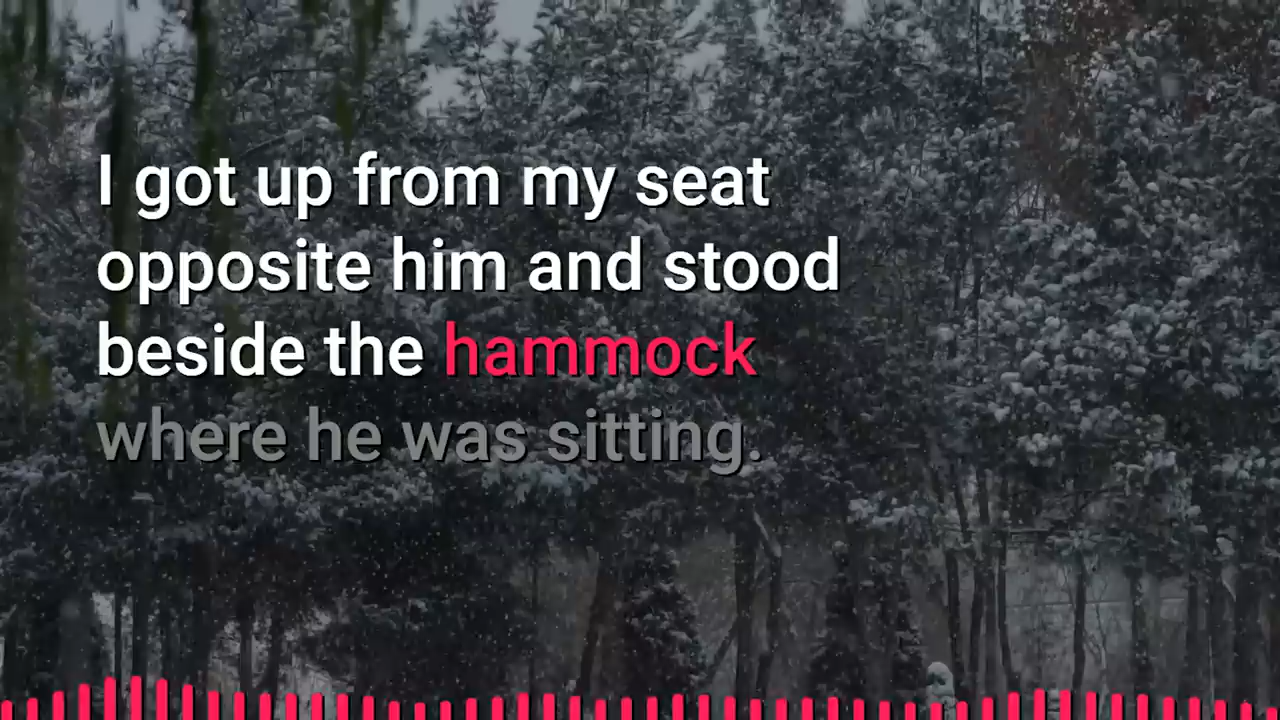 I got up from my seat
opposite him and stood
beside the hammock
where he was sitting.